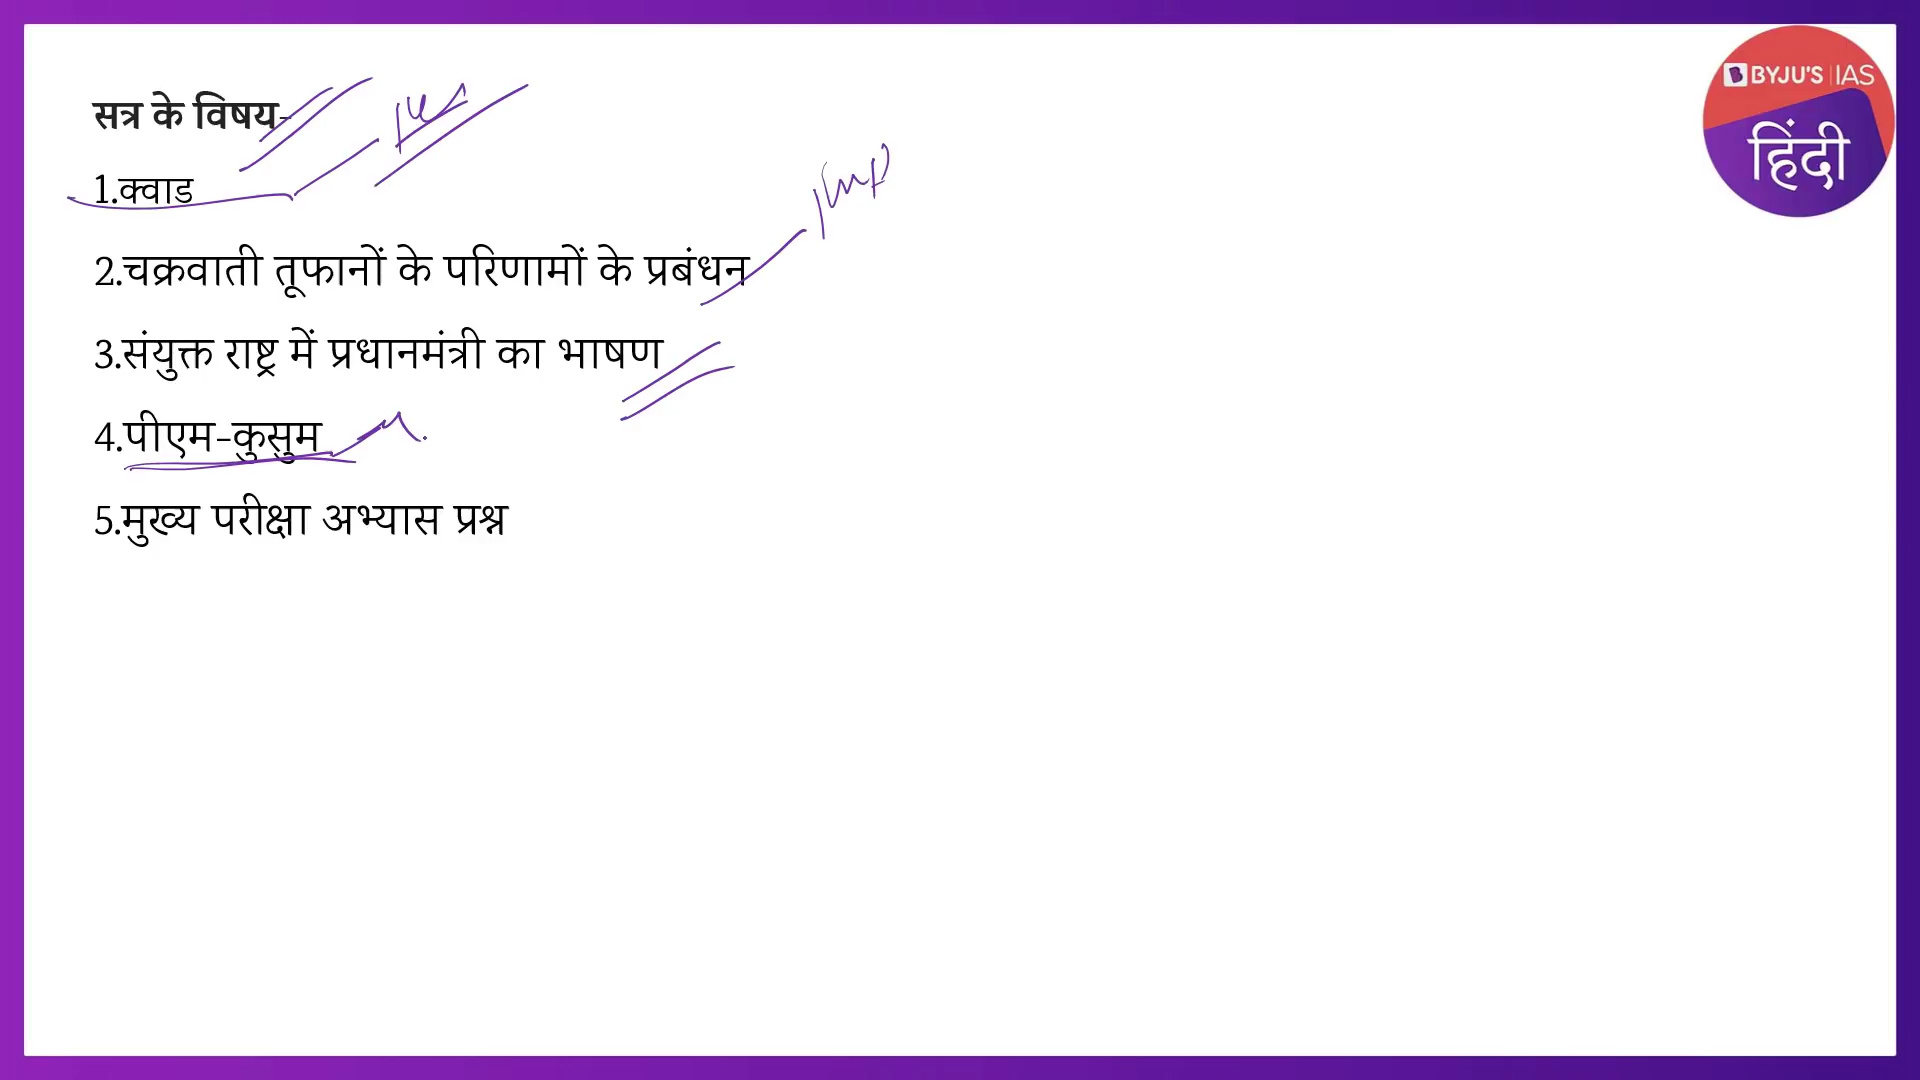 सत्र के विषय-
1.क्वाड
2.चक्रवाती तूफानों के परिणामों के प्रबंधन
3.संयुक्त राष्ट्र में प्रधानमंत्री का भाषण
4.पीएम-कुसुम
5.मुख्य परीक्षा अभ्यास प्रश्न
Imp
BYJU'S IAS
हिंदी